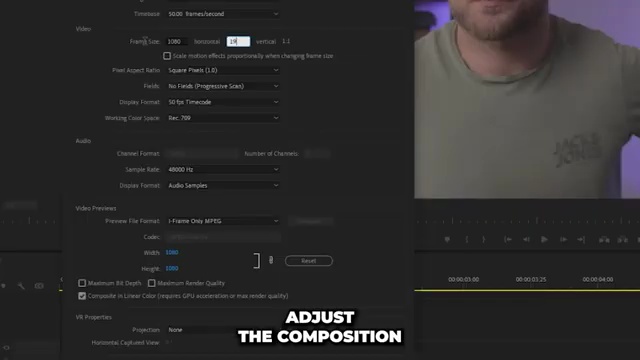 Timebase: 50.00 frames/second
Video
Frame Size: 1080 horizontal 19 vertical 1:1
Scale motion effects proportionally when changing frame size
Pixel Aspect Ratio: Square Pixels (1.0)
Fields: No Fields (Progressive Scan)
Display Format: 50 fps Timecode
Working Color Space: Rec. 709
Audio
Channel Format: Number of Channels:
Sample Rate: 48000 Hz
Display Format: Audio Samples
Video Previews
Preview File Format: I-Frame Only MPEG
Codec:
Width: 1080
Height: 1080
Reset
Maximum Bit Depth Maximum Render Quality
Composite in Linear Color (requires GPU acceleration or max render quality)
VR Properties
Projection: None
Horizontal Captured View:
JACK &
JONES
00:00:03:00 00:00:03:25 00:00:04:00
ADJUST
THE COMPOSITION